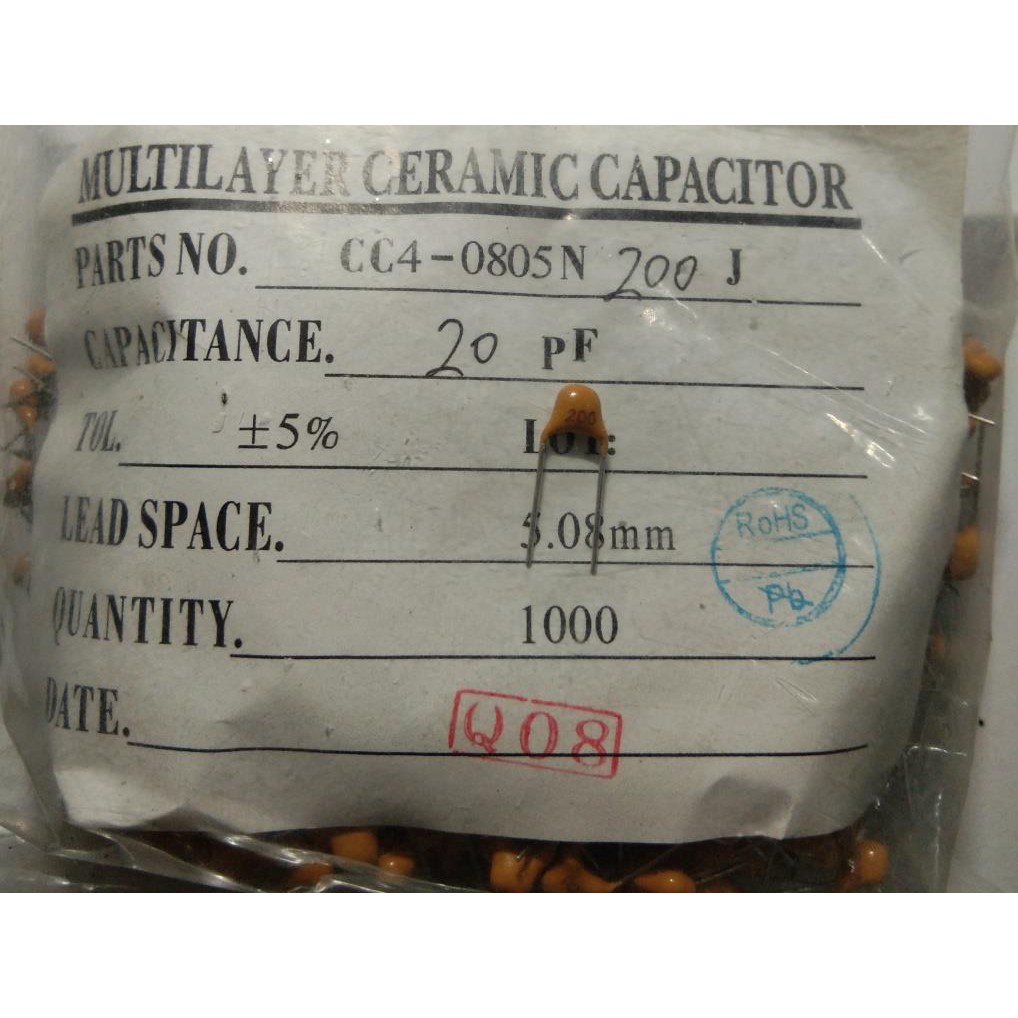 MULTILAYER CERAMIC CAPACITOR
PARTS NO. CC4-0805N 200 J
CAPACITANCE. 20 pF
200
TOL. ±5% LOT:
LEAD SPACE. 5.08mm
RoHS
Pb
QUANTITY. 1000
DATE. Q08